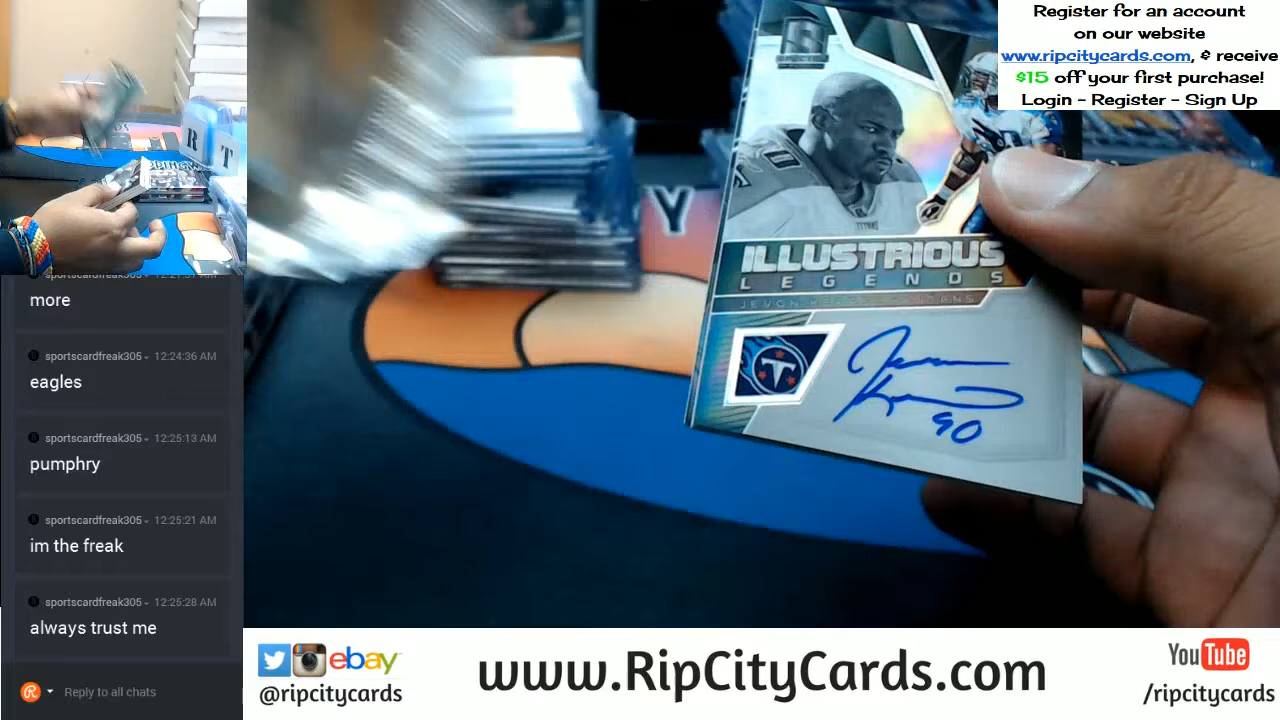 Register for an account
on our website
www.ripcitycards.com, & receive
$15 off your first purchase!
Login - Register - Sign Up
R
T
Y
ILLUSTRIOUS
LEGENDS
TITANS
T
90
more
sportscardfreak305 12:24:36 AM
eagles
sportscardfreak305 12:25:13 AM
pumphry
sportscardfreak305 12:25:21 AM
im the freak
sportscardfreak305 12:25:28 AM
always trust me
Reply to all chats
ebay
@ripcitycards
www.RipCityCards.com
YouTube
/ripcitycards